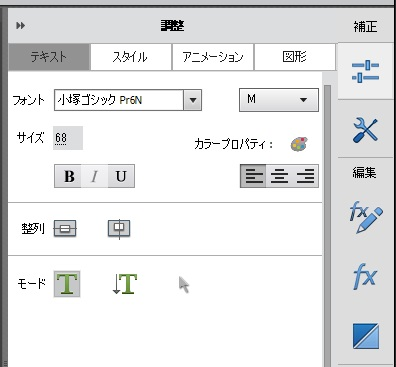 調整
補正
テキスト スタイル アニメーション 図形
フォント 小塚ゴシック Pr6N M
サイズ 68 カラープロパティ：
B I U
編集
整列
モード T T
fx
fx